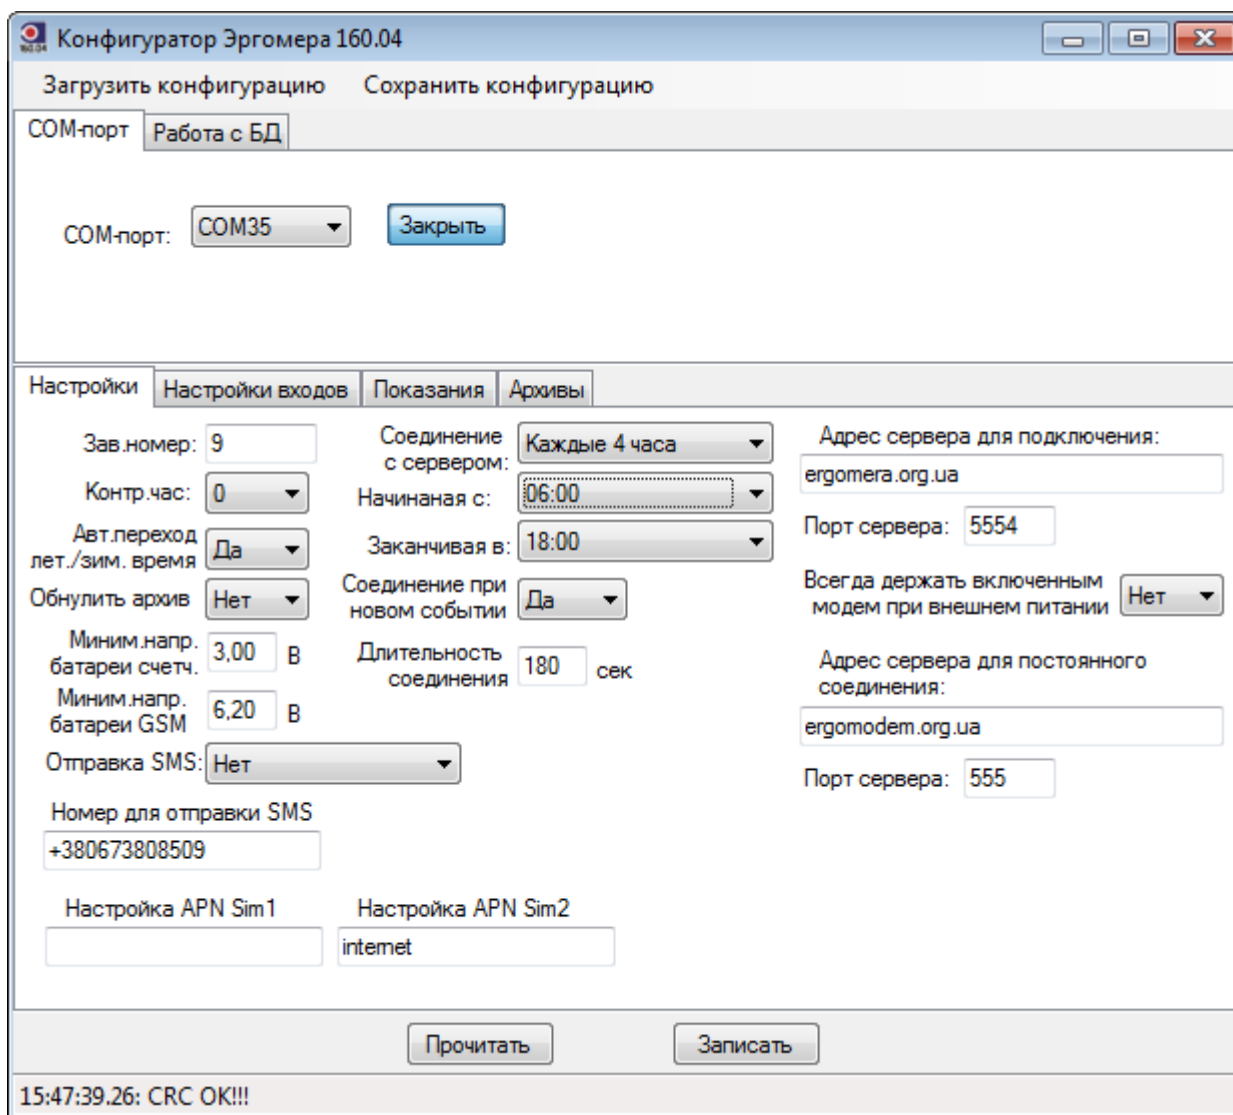 Конфигуратор Эргомера 160.04
Загрузить конфигурацию Сохранить конфигурацию
COM-порт Работа с БД
COM-порт: COM35 Закрыть
Настройки Настройки входов Показания Архивы
Зав.номер: 9
Контр.час: 0
Авт.переход
лет./зим. время Да
Обнулить архив Нет
Миним.напр.
батареи счетч. 3,00 В
Миним.напр.
батареи GSM 6,20 В
Отправка SMS: Нет
Номер для отправки SMS
+380673808509
Настройка APN Sim1
Соединение
с сервером: Каждые 4 часа
Начинаная с: 06:00
Заканчивая в: 18:00
Соединение при
новом событии Да
Длительность
соединения 180 сек
Настройка APN Sim2
internet
Адрес сервера для подключения:
ergomera.org.ua
Порт сервера: 5554
Всегда держать включенным
модем при внешнем питании Нет
Адрес сервера для постоянного
соединения:
ergomodem.org.ua
Порт сервера: 555
Прочитать Записать
15:47:39.26: CRC OK!!!